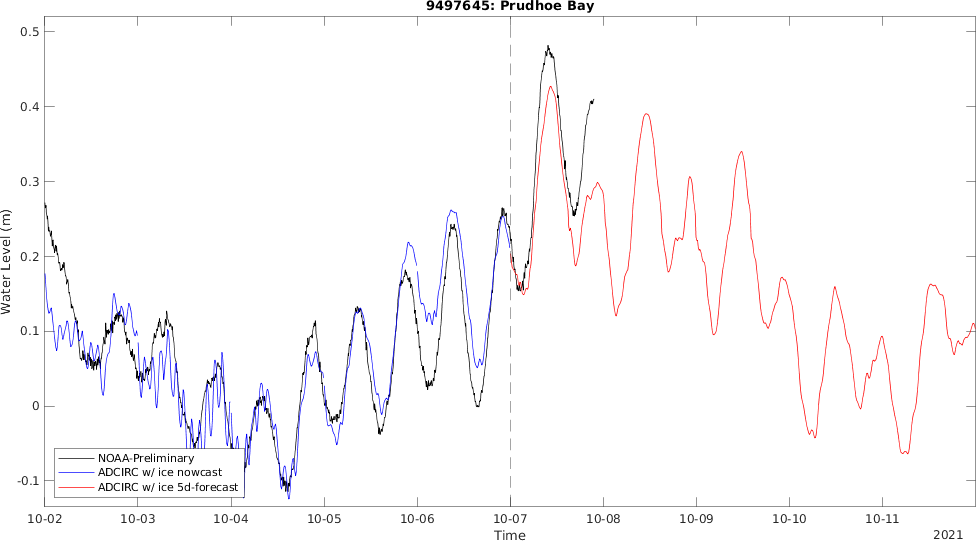 9497645: Prudhoe Bay
0.5
0.4
0.3
0.2
0.1
0
-0.1
Water Level (m)
NOAA-Preliminary
ADCIRC w/ ice nowcast
ADCIRC w/ ice 5d-forecast
10-02 10-03 10-04 10-05 10-06 10-07 10-08 10-09 10-10 10-11
Time
2021